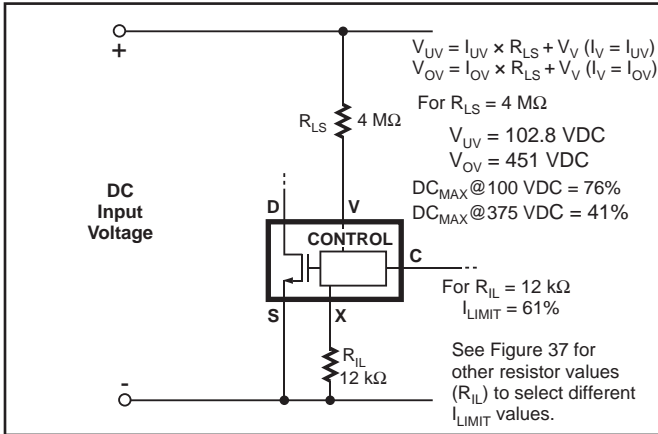 +
DC
Input
Voltage
-
R_LS 4 MΩ
D
V
CONTROL
C
S
X
R_IL
12 kΩ
V_UV = I_UV × R_LS + V_V (I_V = I_UV)
V_OV = I_OV × R_LS + V_V (I_V = I_OV)
For R_LS = 4 MΩ
V_UV = 102.8 VDC
V_OV = 451 VDC
DC_MAX@100 VDC = 76%
DC_MAX@375 VDC = 41%
For R_IL = 12 kΩ
I_LIMIT = 61%
See Figure 37 for
other resistor values
(R_IL) to select different
I_LIMIT values.